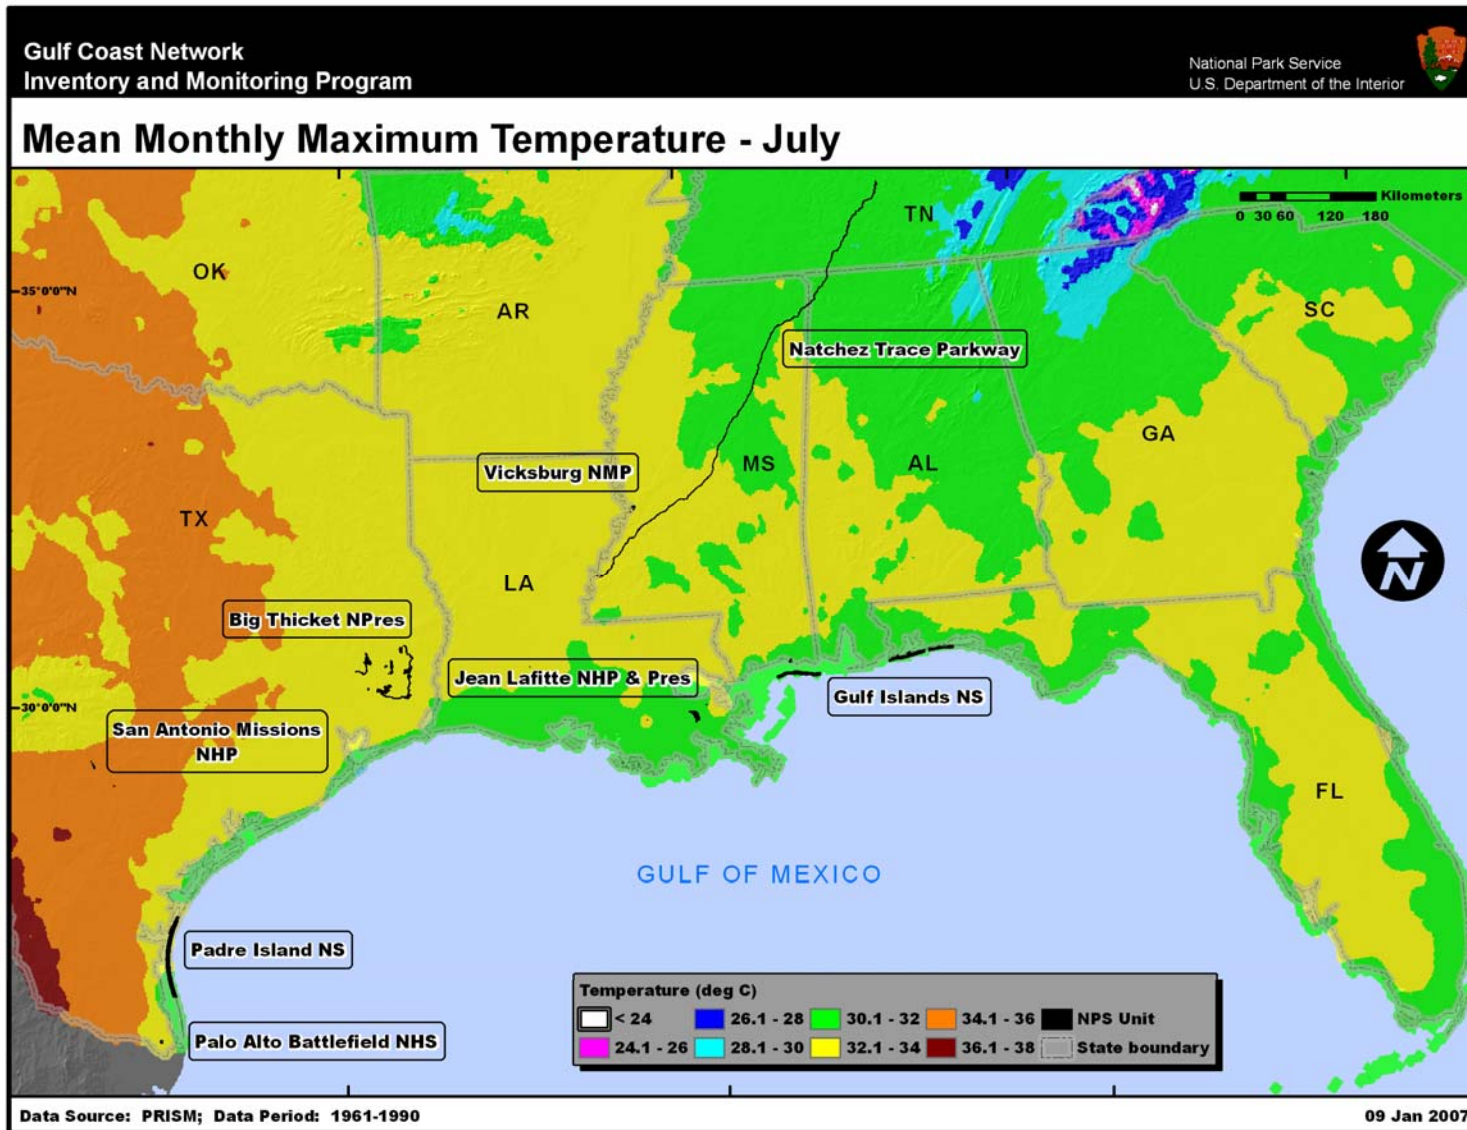 Gulf Coast Network
Inventory and Monitoring Program
National Park Service
U.S. Department of the Interior
Mean Monthly Maximum Temperature - July
Kilometers
0 30 60 120 180
TN
OK
35°0'0"N
AR
SC
Natchez Trace Parkway
GA
Vicksburg NMP
MS
AL
TX
N
LA
Big Thicket NPres
Jean Lafitte NHP & Pres
Gulf Islands NS
30°0'0"N
San Antonio Missions
NHP
FL
GULF OF MEXICO
Padre Island NS
Palo Alto Battlefield NHS
Temperature (deg C)
< 24 26.1 - 28 30.1 - 32 34.1 - 36 NPS Unit
24.1 - 26 28.1 - 30 32.1 - 34 36.1 - 38 State boundary
Data Source: PRISM; Data Period: 1961-1990
09 Jan 2007